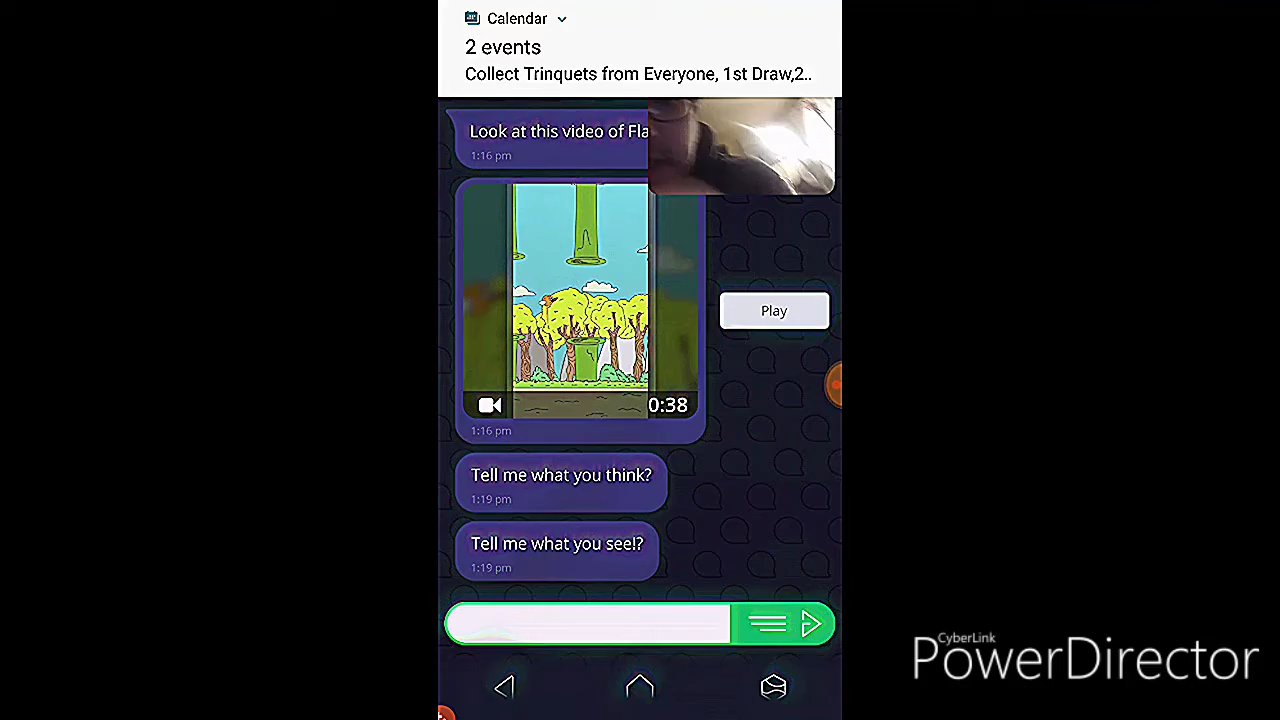 Calendar
2 events
Collect Trinquets from Everyone, 1st Draw,2..
Look at this video of Fla
1:16 pm
Play
0:38
1:16 pm
Tell me what you think?
1:19 pm
Tell me what you see!?
1:19 pm
CyberLink
PowerDirector